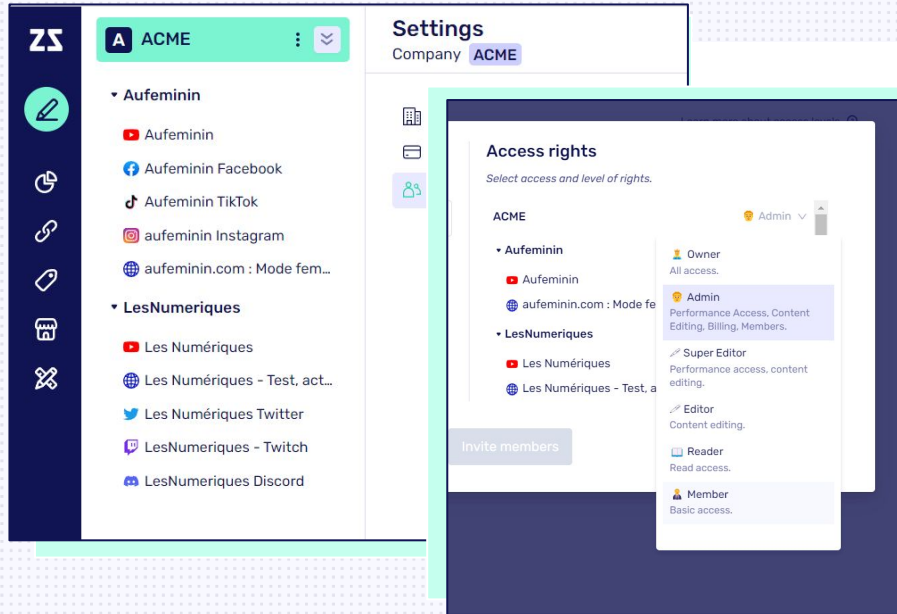 ZS
A ACME
Aufeminin
Aufeminin
Aufeminin Facebook
Aufeminin TikTok
aufeminin Instagram
aufeminin.com : Mode fem...
LesNumeriques
Les Numériques
Les Numériques - Test, act...
Les Numériques Twitter
LesNumeriques - Twitch
LesNumeriques Discord
Settings
Company ACME
Access rights
Select access and level of rights.
ACME
Admin
Aufeminin
Aufeminin
aufeminin.com : Mode fe
LesNumeriques
Les Numériques
Les Numériques - Test, a
Invite members
Owner
All access.
Admin
Performance Access, Content
Editing, Billing, Members.
Super Editor
Performance access, content
editing.
Editor
Content editing.
Reader
Read access.
Member
Basic access.